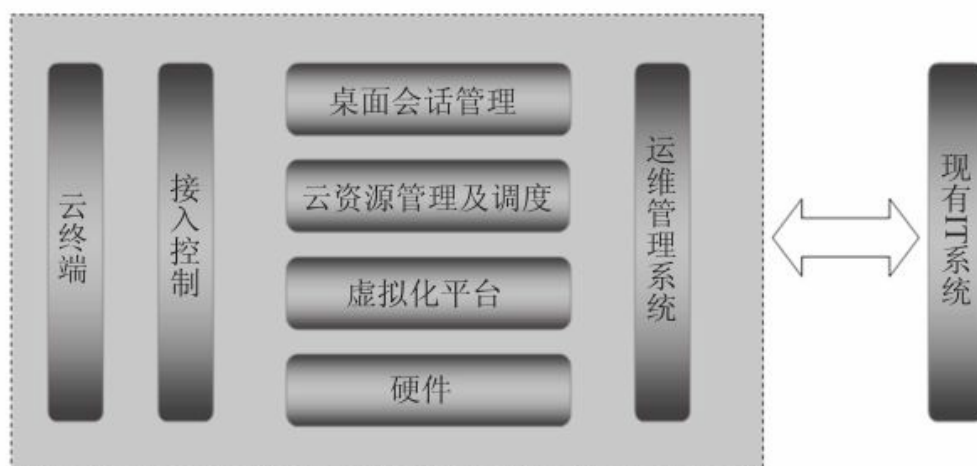 云终端
接入控制
桌面会话管理
云资源管理及调度
虚拟化平台
硬件
运维管理系统
现有IT系统